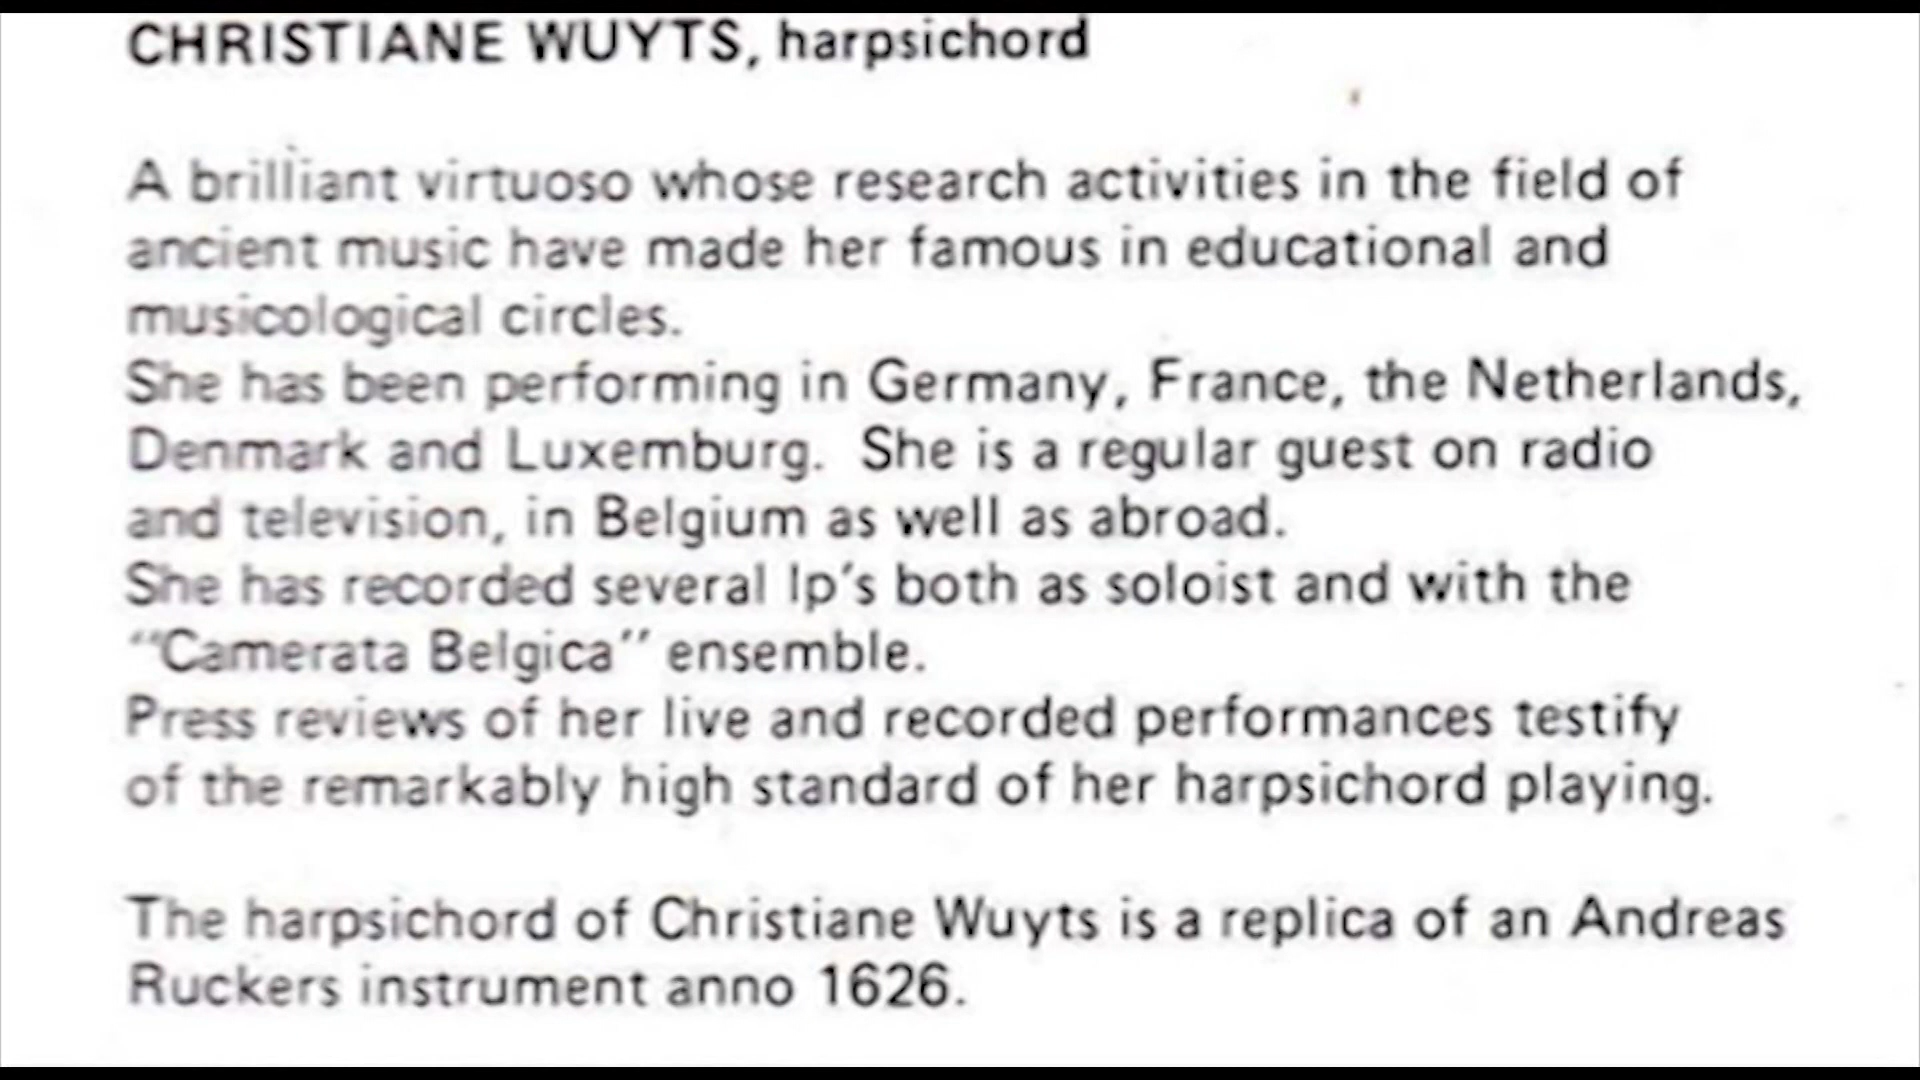 CHRISTIANE WUYTS, harpsichord
A brilliant virtuoso whose research activities in the field of
ancient music have made her famous in educational and
musicological circles.
She has been performing in Germany, France, the Netherlands,
Denmark and Luxemburg. She is a regular guest on radio
and television, in Belgium as well as abroad.
She has recorded several lp's both as soloist and with the
"Camerata Belgica" ensemble.
Press reviews of her live and recorded performances testify
of the remarkably high standard of her harpsichord playing.
The harpsichord of Christiane Wuyts is a replica of an Andreas
Ruckers instrument anno 1626.